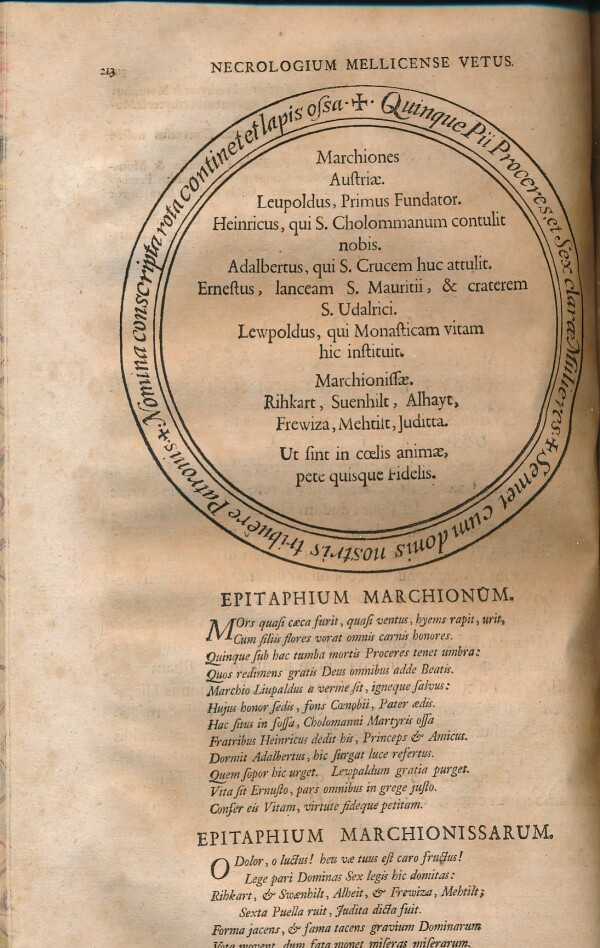 213
NECROLOGIUM MELLICENSE VETUS.
✠ Quinque Pii Proceres, et Sex claræ Mulieres ✠ Semet cum donis nostris tribuêre Patronis. ✠ Nomina conscripta rota continet et lapis ossa.
Marchiones
Auſtriæ.
Leupoldus, Primus Fundator.
Heinricus, qui S. Cholommanum contulit
nobis.
Adalbertus, qui S. Crucem huc attulit.
Erneſtus, lanceam S. Mauritii, & craterem
S. Udalrici.
Lewpoldus, qui Monaſticam vitam
hic inſtituit.
Marchioniſſæ.
Rihkart, Suenhilt, Alhayt,
Frewiza, Mehtilt, Juditta.
Ut ſint in cœlis animæ,
pete quisque Fidelis.
EPITAPHIUM MARCHIONUM.
MOrs quaſi cæca furit, quaſi ventus, hyems rapit, urit,
Cum filiis flores vorat omnis carnis honores.
Quinque ſub hac tumba mortis Proceres tenet umbra:
Quos redimens gratis Deus omnibus adde Beatis.
Marchio Liupaldus à verme ſit, igneque ſalvus:
Hujus honor ſedis, fons Cœnobii, Pater ædis.
Hac ſitus in foſſa, Cholomanni Martyris oſſa
Fratribus Heinricus dedit his, Princeps & Amicus.
Dormit Adalbertus, hic ſurgat luce refertus.
Quem ſopor hic urget. Lewpaldum gratia purget.
Vita ſit Ernuſto, pars omnibus in grege juſto.
Confer eis Vitam, virtute fideque petitam.
EPITAPHIUM MARCHIONISSARUM.
O Dolor, o luctus! heu væ tuus eſt caro fructus!
Lege pari Dominas Sex legis hic domitas:
Rihkart, & Swænhilt, Alheit, & Frewiza, Mehtilt;
Sexta Puella ruit, Judita dicta fuit.
Forma jacens, & fama tacens gravium Dominarum
Vota movent, dum fata monet miſeras miſerarum.